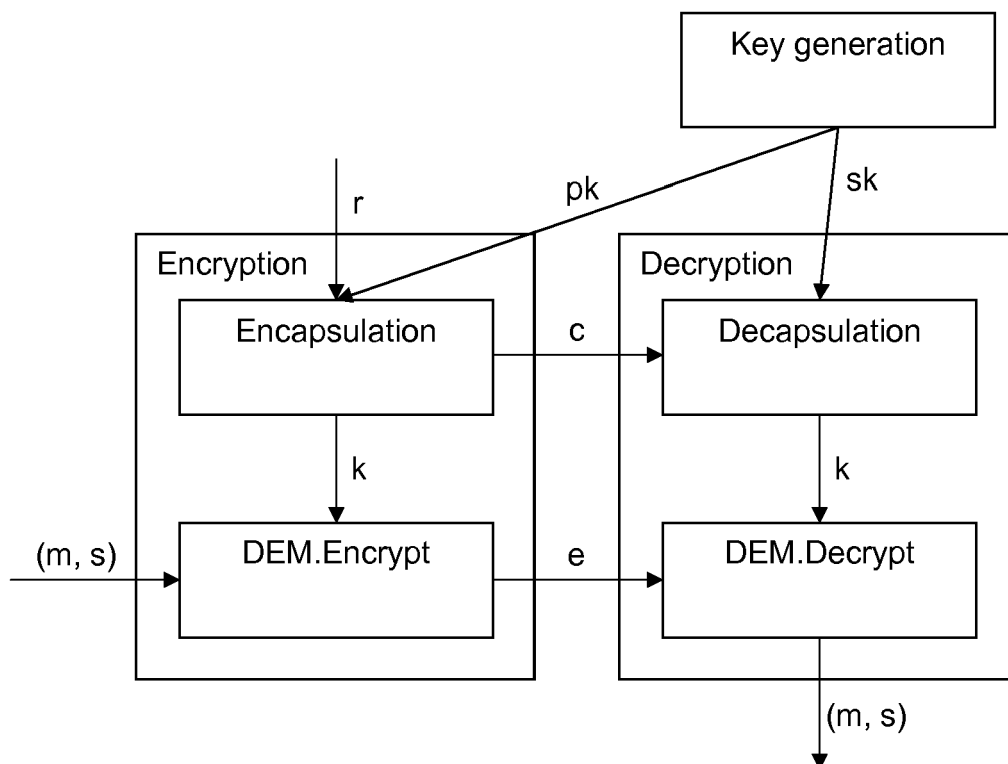 Key generation
pk
sk
r
Encryption
Decryption
Encapsulation
c
Decapsulation
k
k
(m, s)
DEM.Encrypt
e
DEM.Decrypt
(m, s)